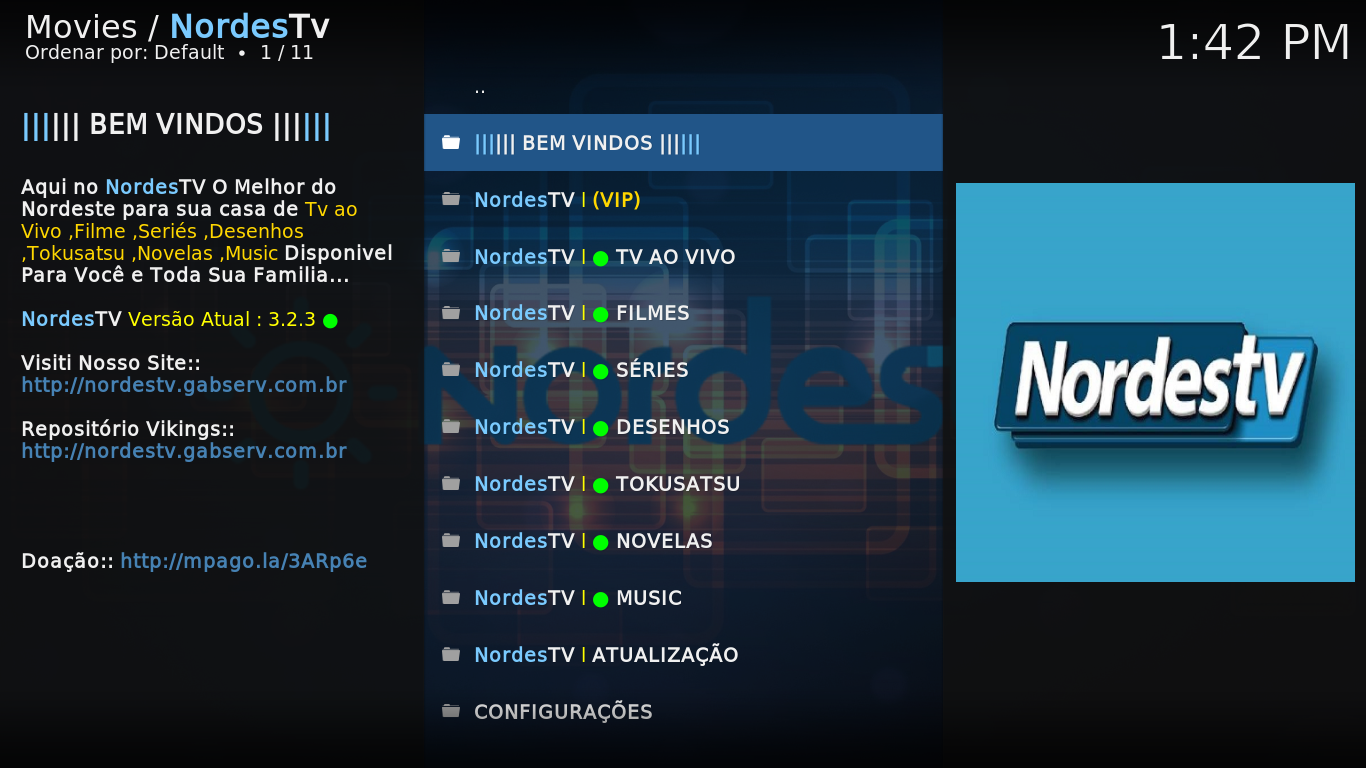 Movies / NordesTv
Ordenar por: Default • 1 / 11
1:42 PM
|||||| BEM VINDOS ||||||
Aqui no NordesTV O Melhor do
Nordeste para sua casa de Tv ao
Vivo ,Filme ,Seriés ,Desenhos
,Tokusatsu ,Novelas ,Music Disponivel
Para Você e Toda Sua Familia...
NordesTV Versão Atual : 3.2.3 ●
Visiti Nosso Site::
http://nordestv.gabserv.com.br
Repositório Vikings::
http://nordestv.gabserv.com.br
Doação:: http://mpago.la/3ARp6e
..
|||||| BEM VINDOS ||||||
NordesTV l (VIP)
NordesTV l ● TV AO VIVO
NordesTV l ● FILMES
NordesTV l ● SÉRIES
NordesTV l ● DESENHOS
NordesTV l ● TOKUSATSU
NordesTV l ● NOVELAS
NordesTV l ● MUSIC
NordesTV l ATUALIZAÇÃO
CONFIGURAÇÕES
Nordes
Nordestv